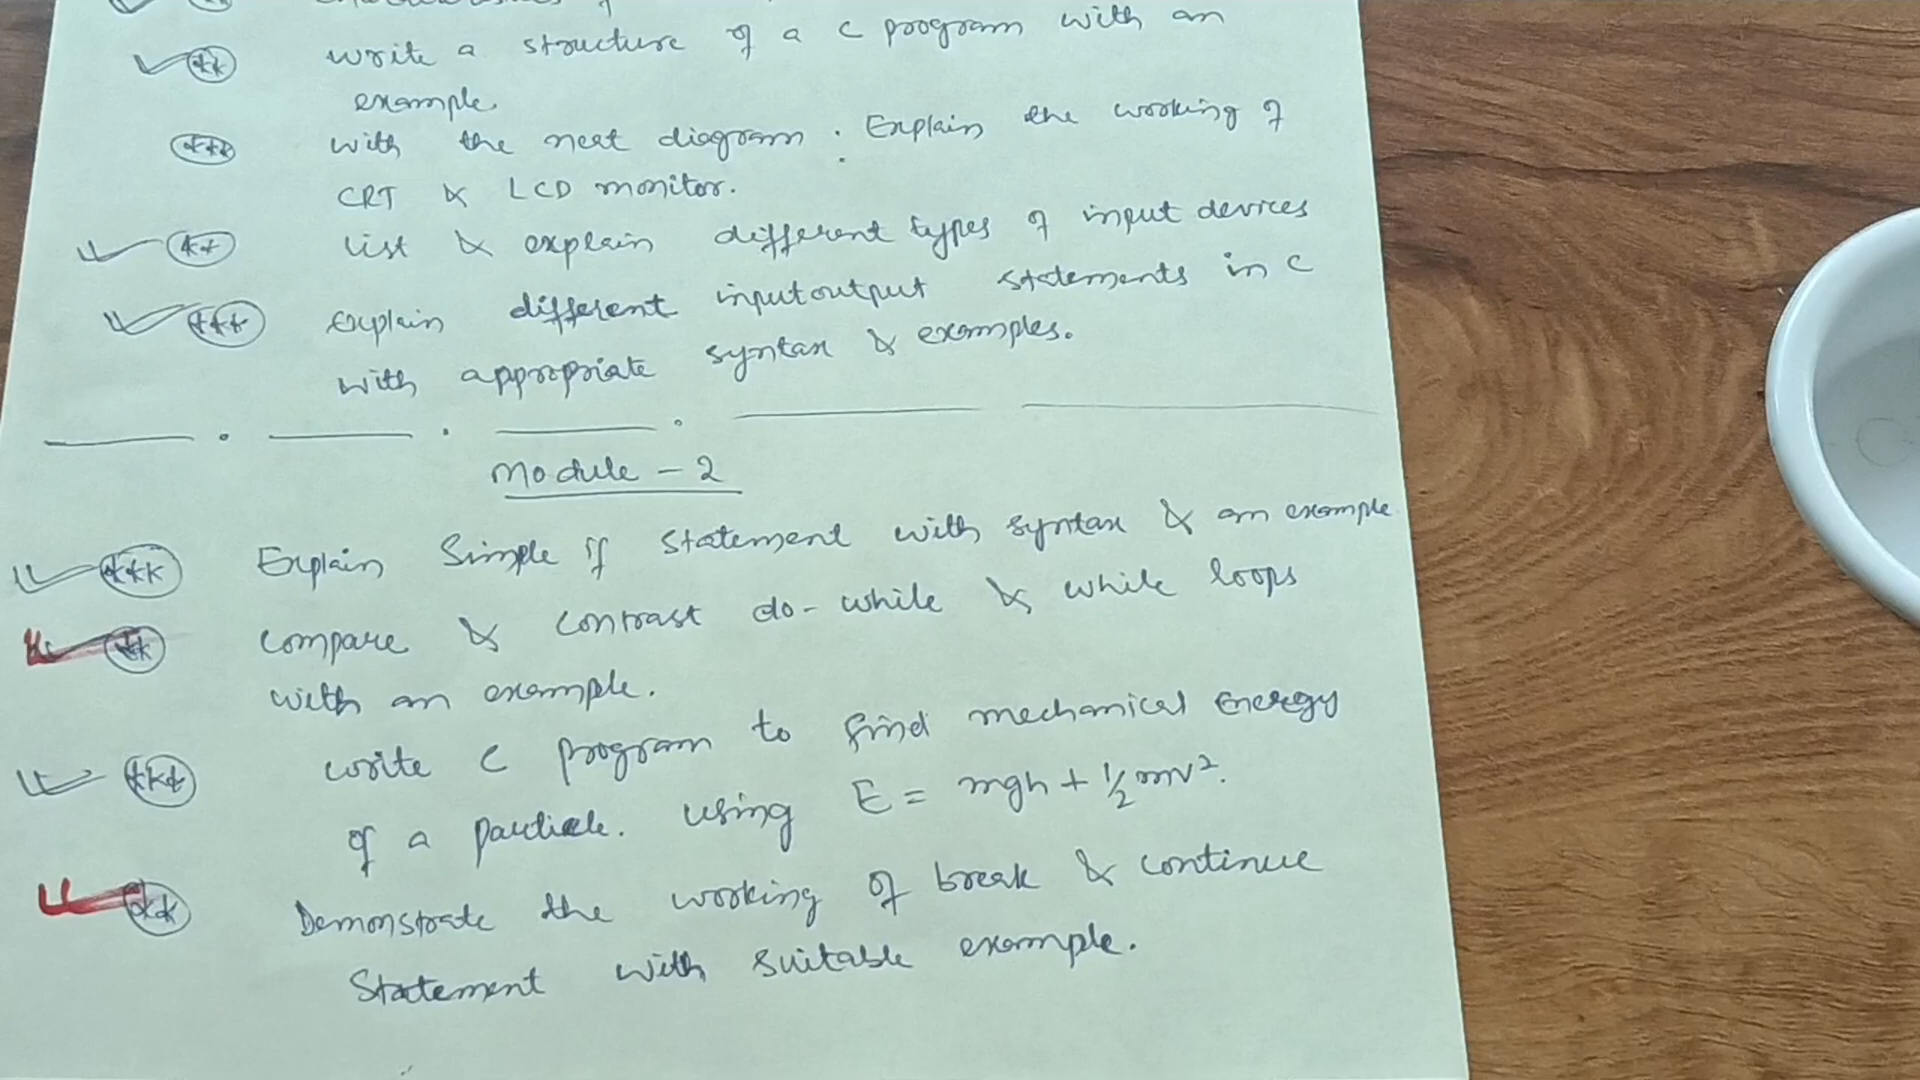 write a structure of a c program with an
example.
with the neat diagram. Explain the working of
CRT & LCD monitor.
list & explain different types of input devices
Explain different inputoutput statements in c
with appropriate syntax & examples.
Module - 2
Explain Simple if statement with syntax & an example
compare & contrast do-while & while loops
with an example.
write c program to find mechanical Energy
of a particle. using E = mgh + 1/2 mv².
Demonstrate the working of break & continue
Statement with suitable example.